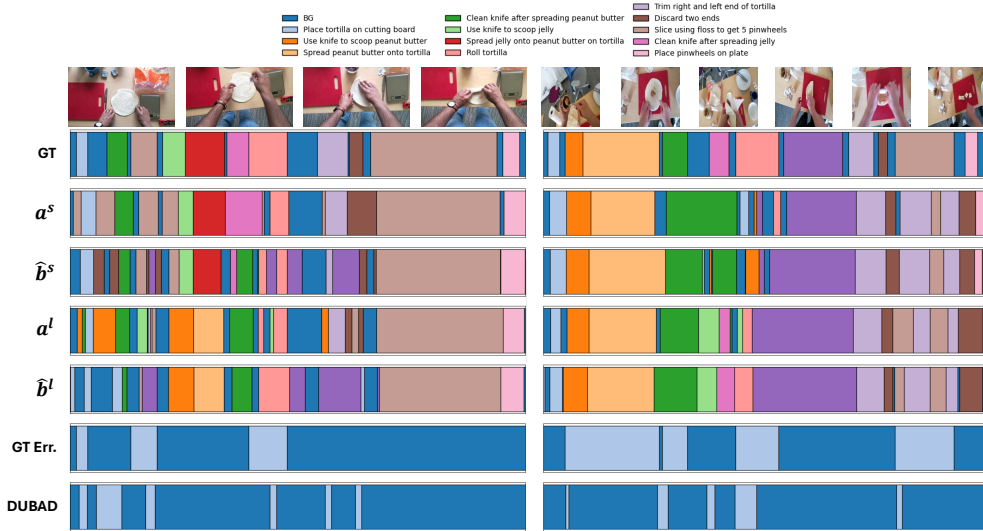 BG
Place tortilla on cutting board
Use knife to scoop peanut butter
Spread peanut butter onto tortilla
Clean knife after spreading peanut butter
Use knife to scoop jelly
Spread jelly onto peanut butter on tortilla
Roll tortilla
Trim right and left end of tortilla
Discard two ends
Slice using floss to get 5 pinwheels
Clean knife after spreading jelly
Place pinwheels on plate
GT
aˢ
b̂ˢ
aˡ
b̂ˡ
GT Err.
DUBAD